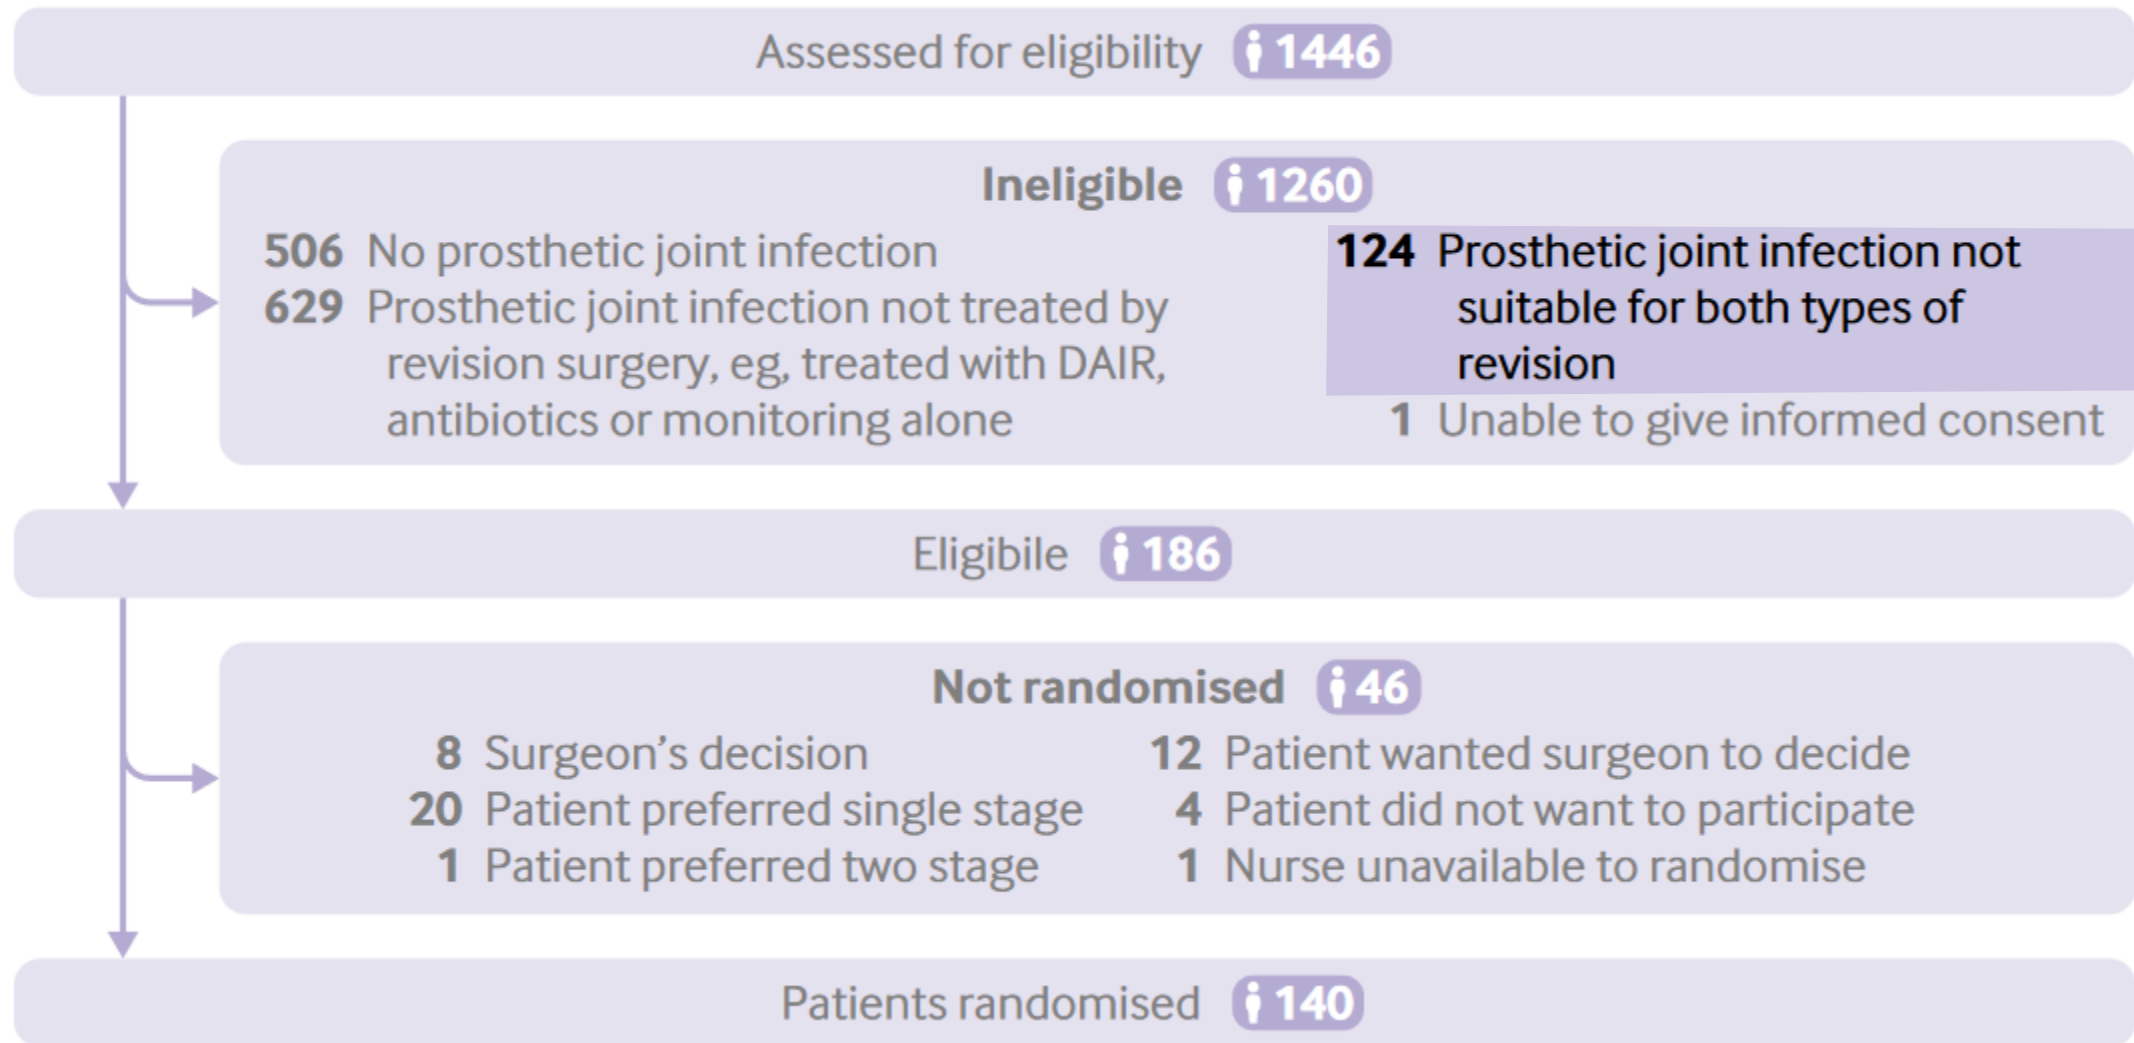 Assessed for eligibility 1446
Ineligible 1260
506 No prosthetic joint infection
629 Prosthetic joint infection not treated by
revision surgery, eg, treated with DAIR,
antibiotics or monitoring alone
124 Prosthetic joint infection not
suitable for both types of
revision
1 Unable to give informed consent
Eligibile 186
Not randomised 46
8 Surgeon’s decision
20 Patient preferred single stage
1 Patient preferred two stage
12 Patient wanted surgeon to decide
4 Patient did not want to participate
1 Nurse unavailable to randomise
Patients randomised 140